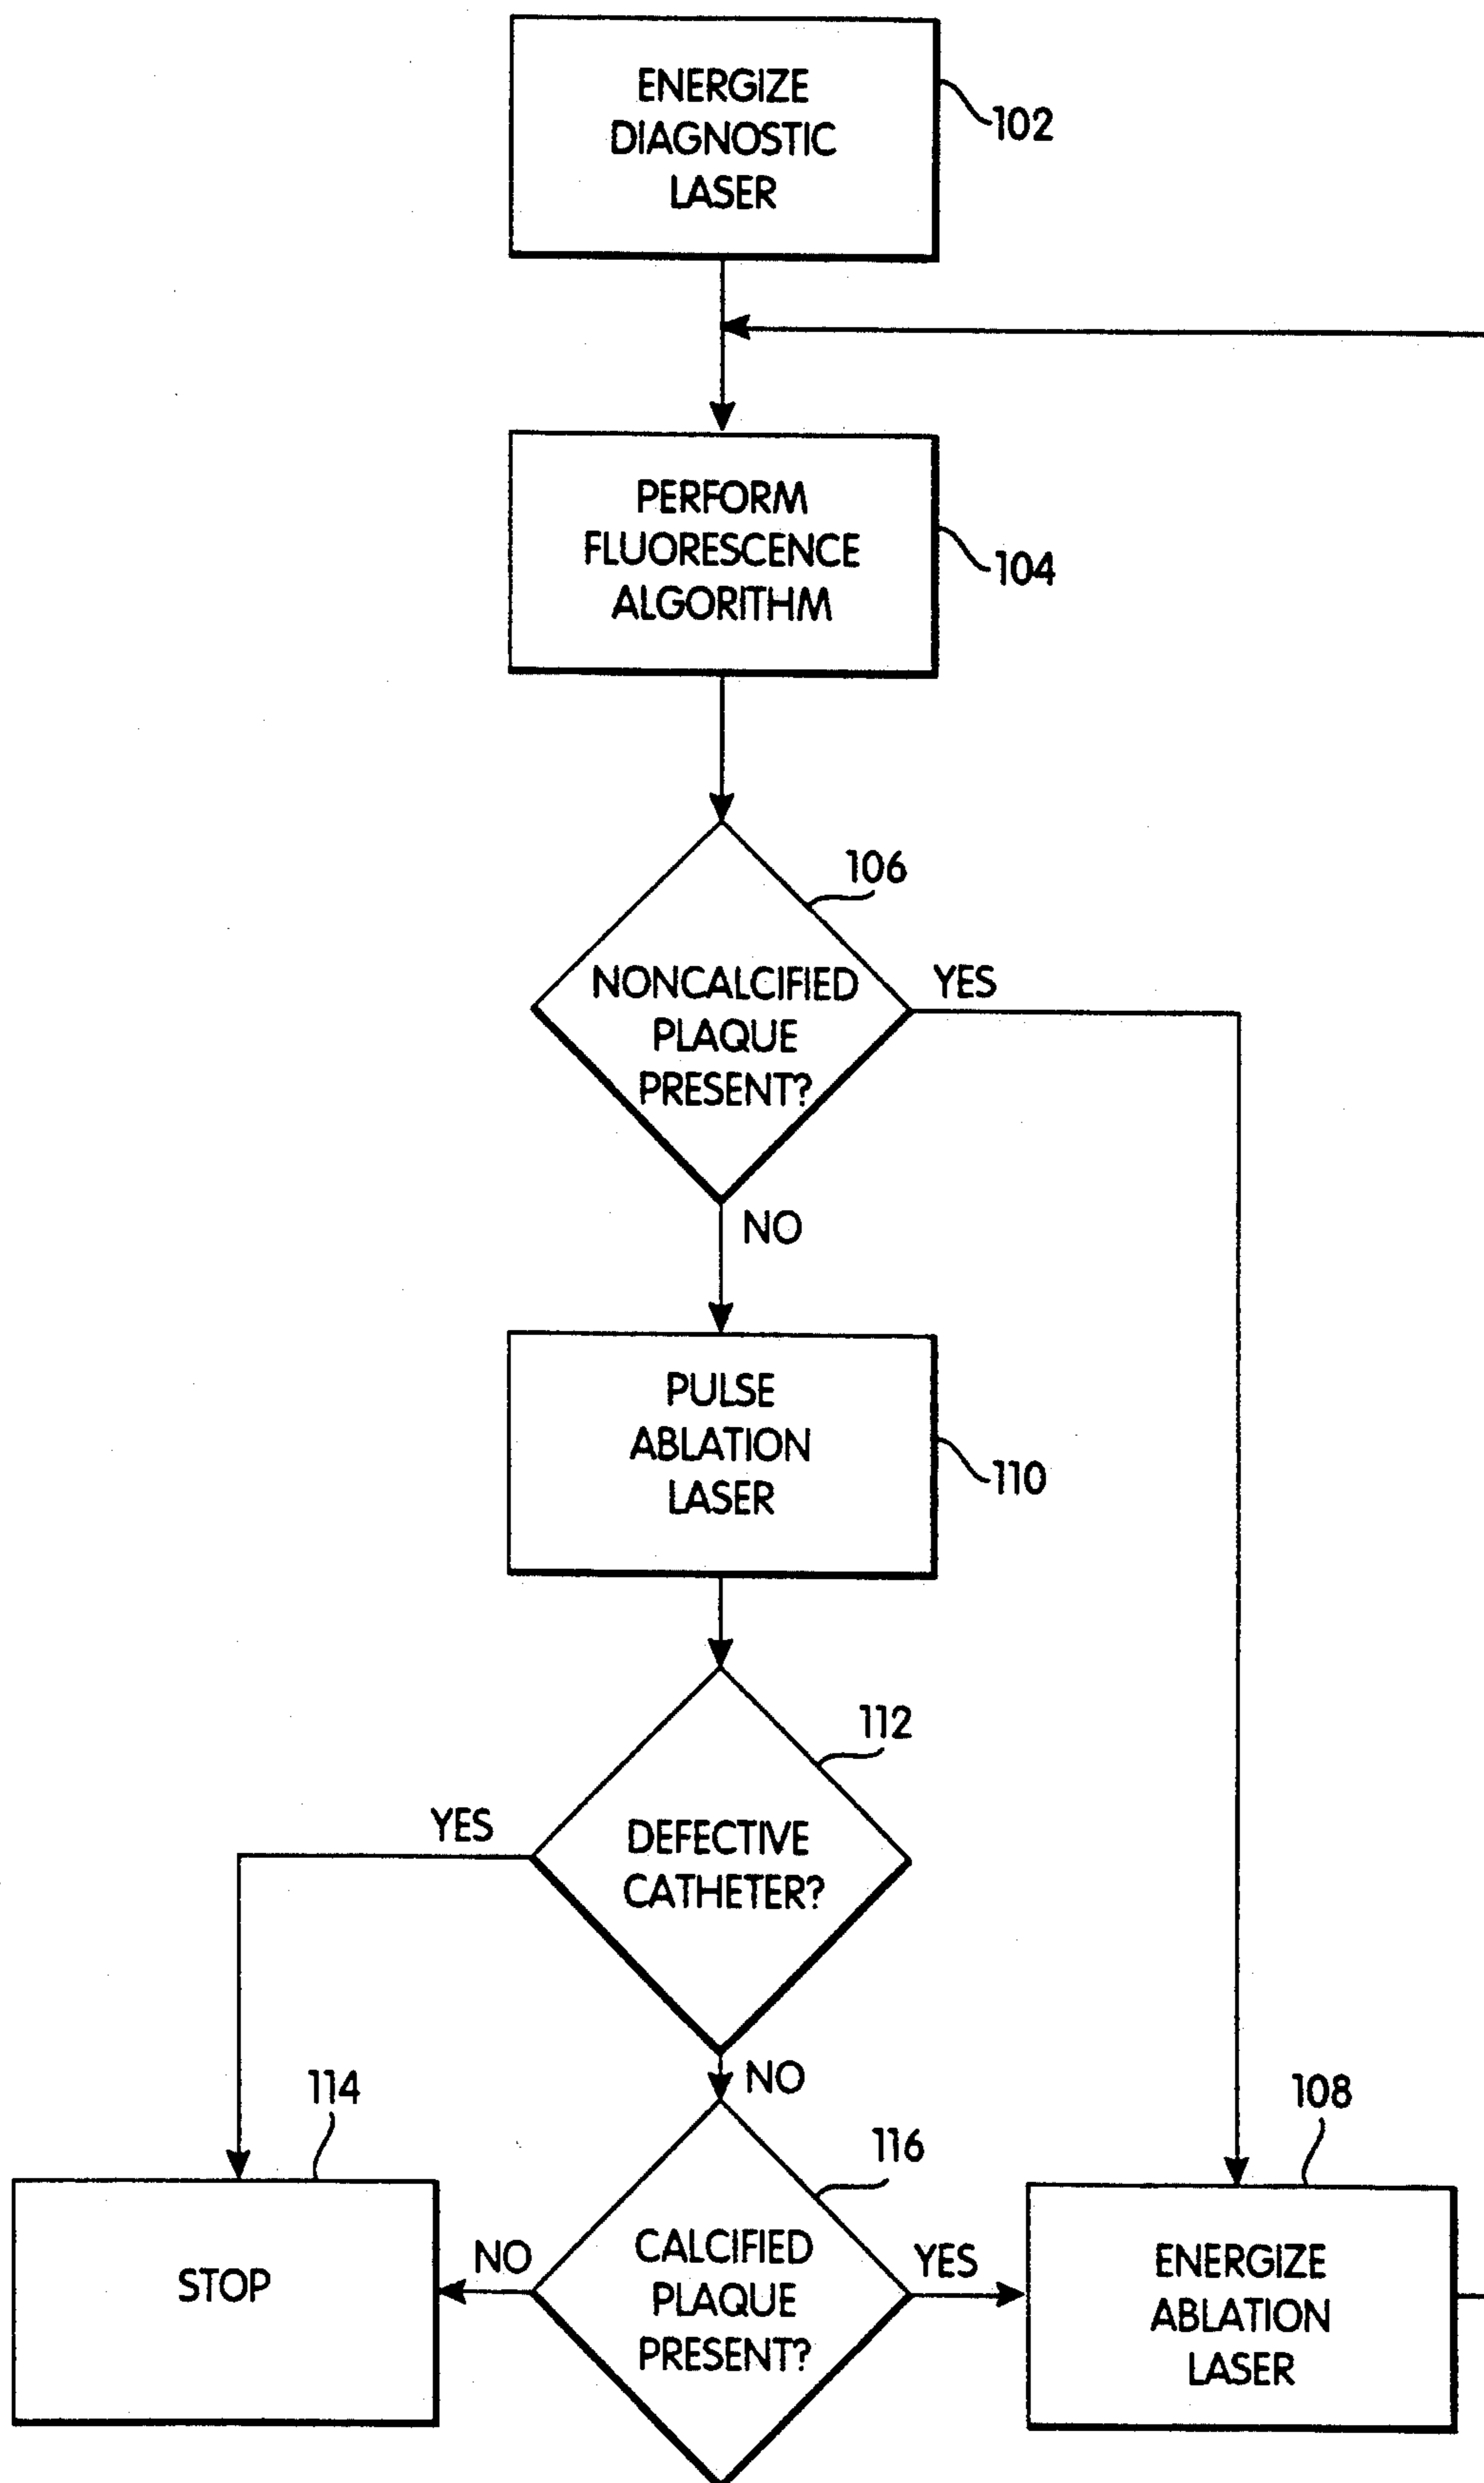 ENERGIZE
DIAGNOSTIC
LASER
102
PERFORM
FLUORESCENCE
ALGORITHM
104
106
NONCALCIFIED
PLAQUE
PRESENT?
YES
NO
PULSE
ABLATION
LASER
110
112
DEFECTIVE
CATHETER?
YES
NO
114
STOP
116
CALCIFIED
PLAQUE
PRESENT?
NO
YES
108
ENERGIZE
ABLATION
LASER